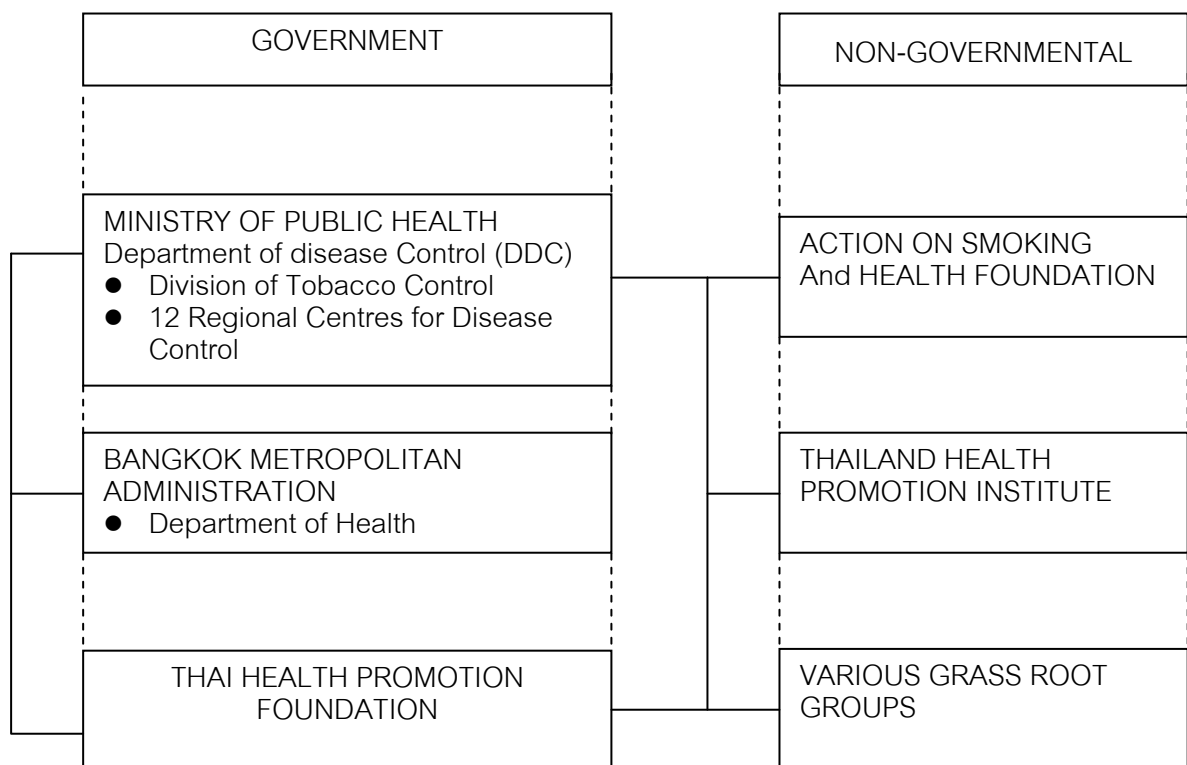 GOVERNMENT
NON-GOVERNMENTAL
MINISTRY OF PUBLIC HEALTH
Department of disease Control (DDC)
● Division of Tobacco Control
● 12 Regional Centres for Disease
Control
ACTION ON SMOKING
And HEALTH FOUNDATION
BANGKOK METROPOLITAN
ADMINISTRATION
● Department of Health
THAILAND HEALTH
PROMOTION INSTITUTE
THAI HEALTH PROMOTION
FOUNDATION
VARIOUS GRASS ROOT
GROUPS